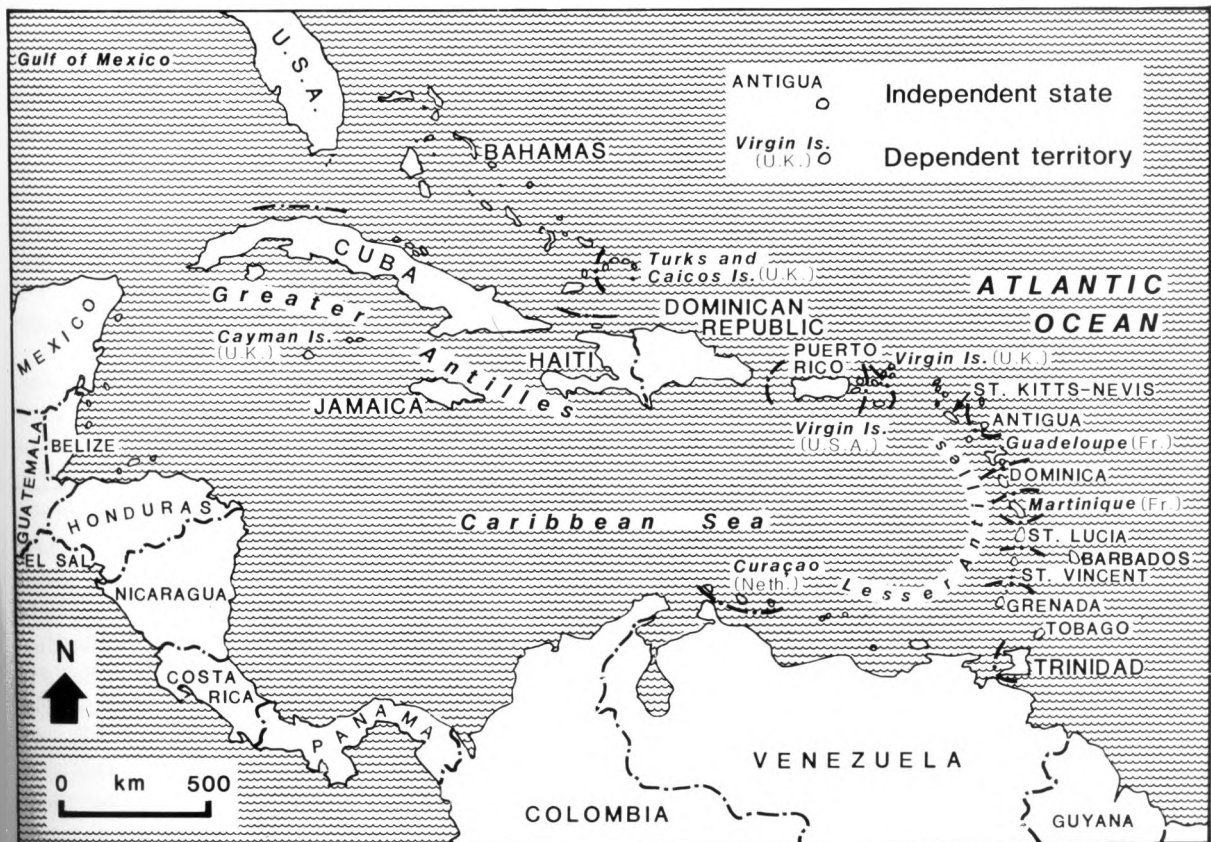 Gulf of Mexico
U.S.A.
ANTIGUA
Independent state
Virgin Is.
(U.K.)
Dependent territory
BAHAMAS
CUBA
Turks and
Caicos Is. (U.K.)
ATLANTIC
OCEAN
Greater
Antilles
DOMINICAN
REPUBLIC
Cayman Is.
(U.K.)
MEXICO
HAITI
PUERTO
RICO
Virgin Is. (U.K.)
JAMAICA
ST. KITTS-NEVIS
Virgin Is.
(U.S.A.)
ANTIGUA
Guadeloupe (Fr.)
BELIZE
GUATEMALA
DOMINICA
HONDURAS
Martinique (Fr.)
Caribbean Sea
ST. LUCIA
EL SAL.
BARBADOS
Curaçao
(Neth.)
Lesser Antilles
ST. VINCENT
NICARAGUA
GRENADA
TOBAGO
N
TRINIDAD
COSTA
RICA
PANAMA
VENEZUELA
0 km 500
COLOMBIA
GUYANA